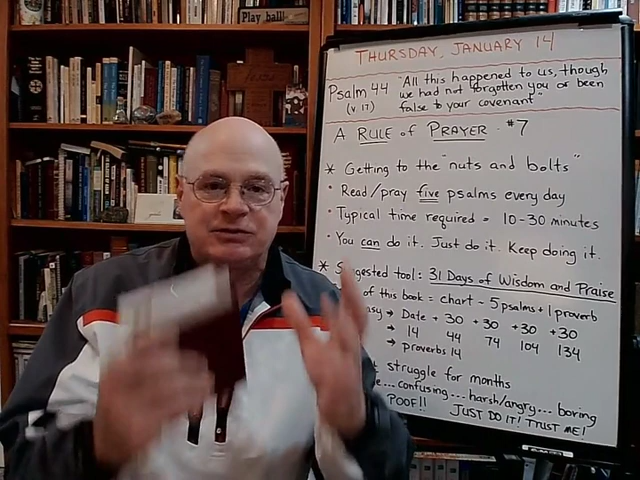 Play ball!
THURSDAY, JANUARY 14
Psalm 44 "All this happened to us, though
(v 17) we had not forgotten you or been
false to your covenant"
A RULE of PRAYER #7
* Getting to the "nuts and bolts"
• Read/pray five psalms every day
• Typical time required = 10-30 minutes
• You can do it. Just do it. Keep doing it.
* Suggested tool: 31 Days of Wisdom and Praise
of this book = chart - 5 psalms + 1 proverb
→ Date + 30 +30 +30 +30
→ 14 44 74 104 134
→ proverbs 14
struggle for months
...confusing... harsh/angry... boring
POOF!! JUST DO IT! TRUST ME!